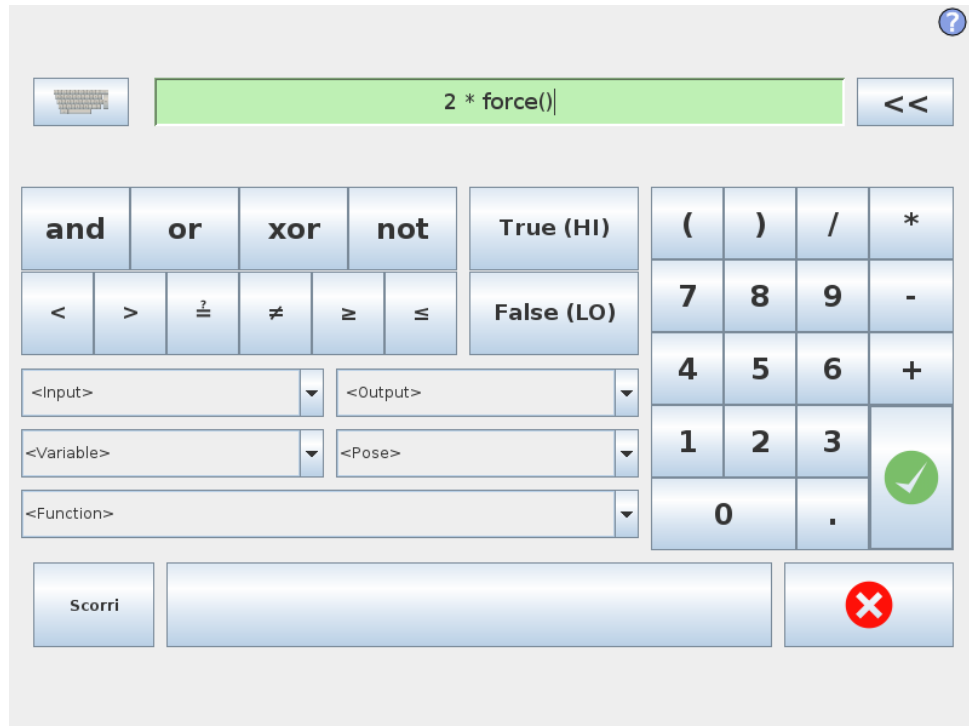 ?
2 * force()
<<
and or xor not True (HI) ( ) / *
< > ≟ ≠ ≥ ≤ False (LO) 7 8 9 -
<Input> <Output> 4 5 6 +
<Variable> <Pose> 1 2 3
<Function> 0 .
Scorri